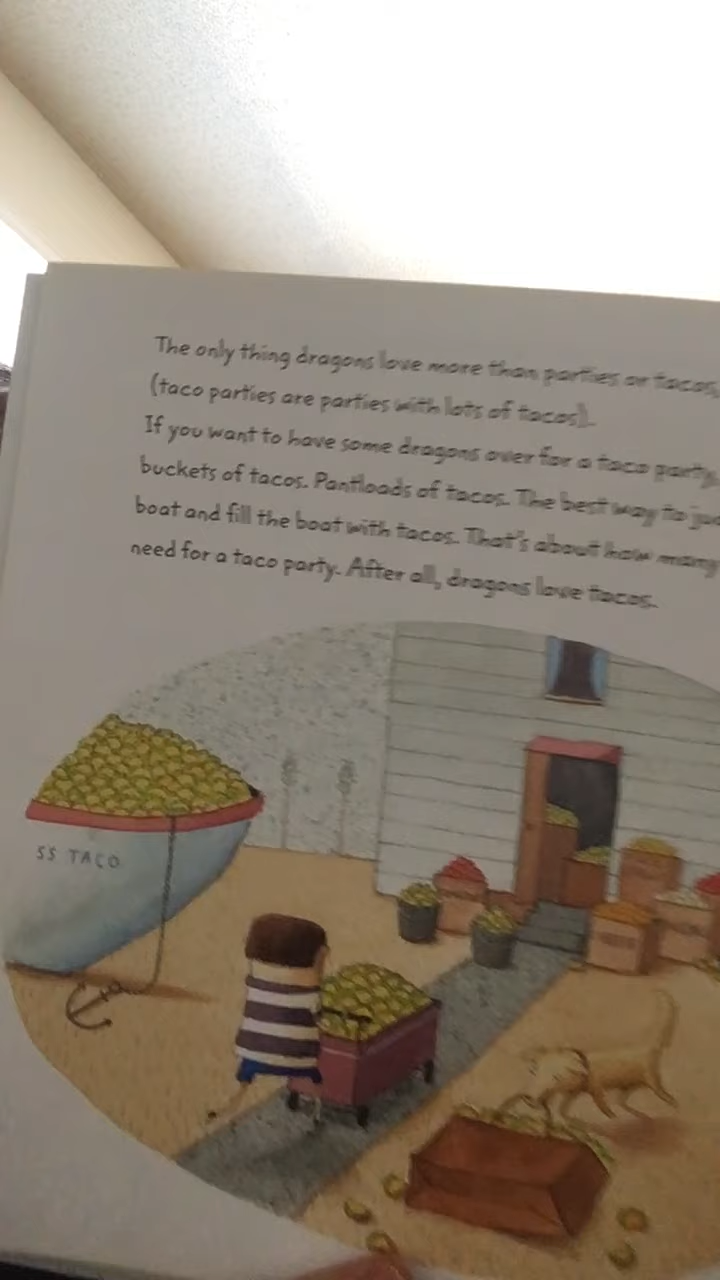 The only thing dragons love more than parties or tacos,
(taco parties are parties with lots of tacos).
If you want to have some dragons over for a taco party,
buckets of tacos. Pantloads of tacos. The best way to
boat and fill the boat with tacos. That's about how many
need for a taco party. After all, dragons love tacos.
SS TACO